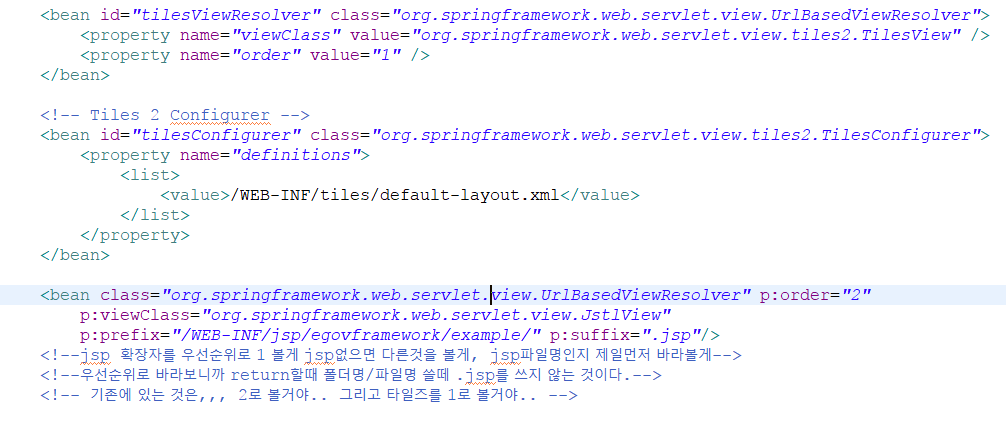 <bean id="tilesViewResolver" class="org.springframework.web.servlet.view.UrlBasedViewResolver">
<property name="viewClass" value="org.springframework.web.servlet.view.tiles2.TilesView" />
<property name="order" value="1" />
</bean>
<!-- Tiles 2 Configurer -->
<bean id="tilesConfigurer" class="org.springframework.web.servlet.view.tiles2.TilesConfigurer">
<property name="definitions">
<list>
<value>/WEB-INF/tiles/default-layout.xml</value>
</list>
</property>
</bean>
<bean class="org.springframework.web.servlet.view.UrlBasedViewResolver" p:order="2"
p:viewClass="org.springframework.web.servlet.view.JstlView"
p:prefix="/WEB-INF/jsp/egovframework/example/" p:suffix=".jsp"/>
<!--jsp 확장자를 우선순위로 1 볼게 jsp없으면 다른것을 볼게, jsp파일명인지 제일먼저 바라볼게-->
<!--우선순위로 바라보니까 return할때 폴더명/파일명 쓸떼 .jsp를 쓰지 않는 것이다.-->
<!-- 기존에 있는 것은,,, 2로 볼거야.. 그리고 타일즈를 1로 볼거야.. -->